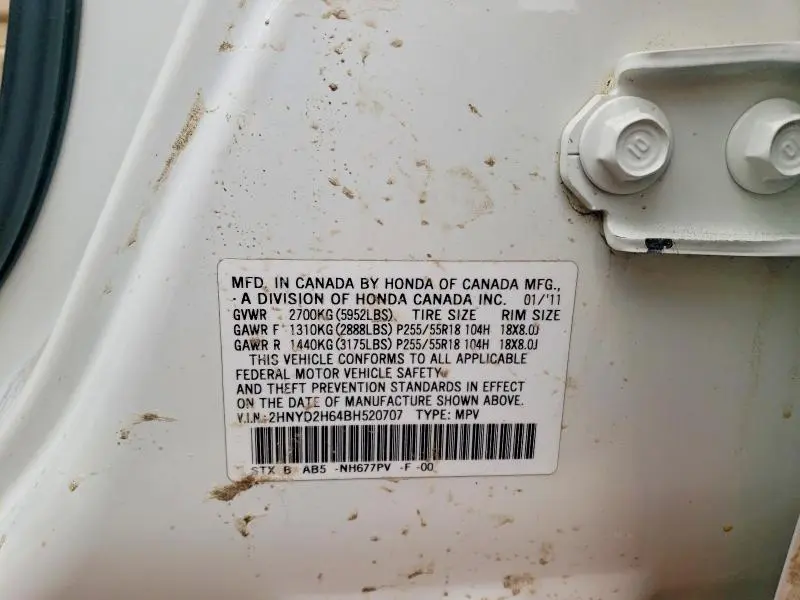 10
MFD. IN CANADA BY HONDA OF CANADA MFG.,
A DIVISION OF HONDA CANADA INC. 01/'11
GVWR 2700KG(5952LBS) TIRE SIZE RIM SIZE
GAWR F 1310KG(2888LBS) P255/55R18 104H 18X8.0J
GAWR R 1440KG(3175LBS) P255/55R18 104H 18X8.0J
THIS VEHICLE CONFORMS TO ALL APPLICABLE
FEDERAL MOTOR VEHICLE SAFETY
AND THEFT PREVENTION STANDARDS IN EFFECT
ON THE DATE OF MANUFACTURE SHOWN ABOVE.
V.I.N.:2HNYD2H64BH520707 TYPE: MPV
STX B AB5 -NH677PV -F -00